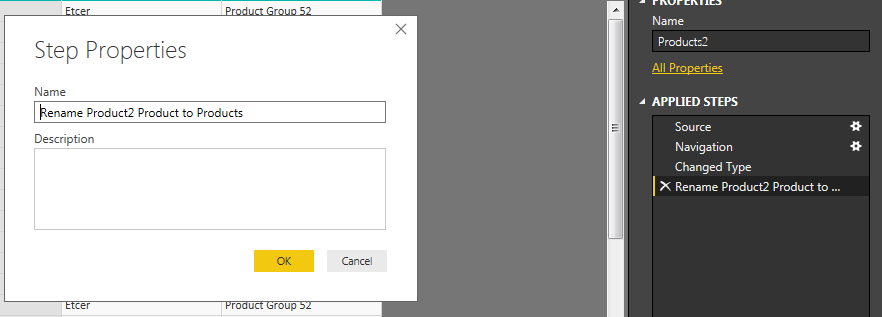 Etcer Product Group 52
Step Properties
Name
Rename Product2 Product to Products
Description
OK Cancel
Etcer Product Group 52
PROPERTIES
Name
Products2
All Properties
APPLIED STEPS
Source
Navigation
Changed Type
Rename Product2 Product to ...